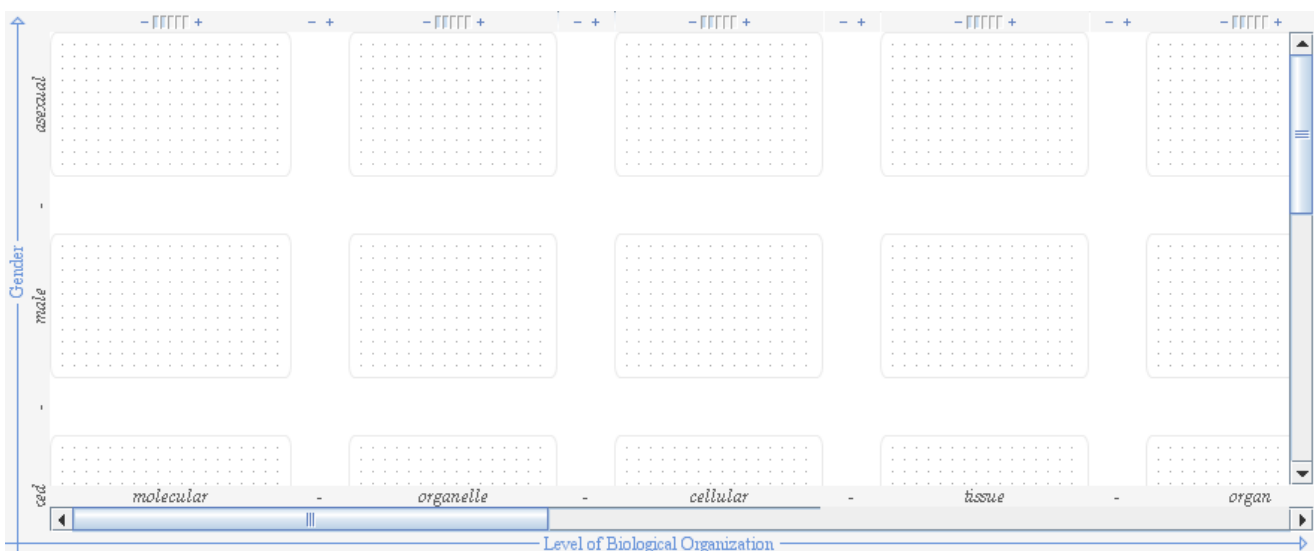 asexual
-
male
-
Gender
molecular - organelle - cellular - tissue - organ
Level of Biological Organization